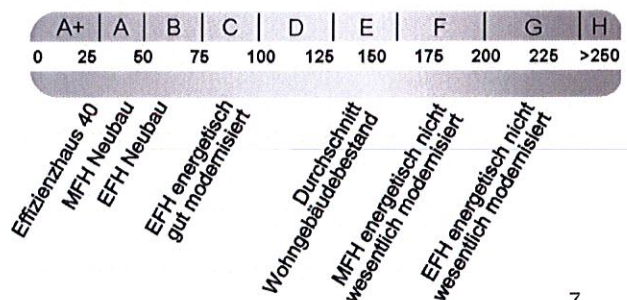 A+ A B C D E F G H
0 25 50 75 100 125 150 175 200 225 >250
Effizienzhaus 40
MFH Neubau
EFH Neubau
EFH energetisch
gut modernisiert
Durchschnitt
Wohngebäudebestand
MFH energetisch nicht
wesentlich modernisiert
EFH energetisch nicht
wesentlich modernisiert